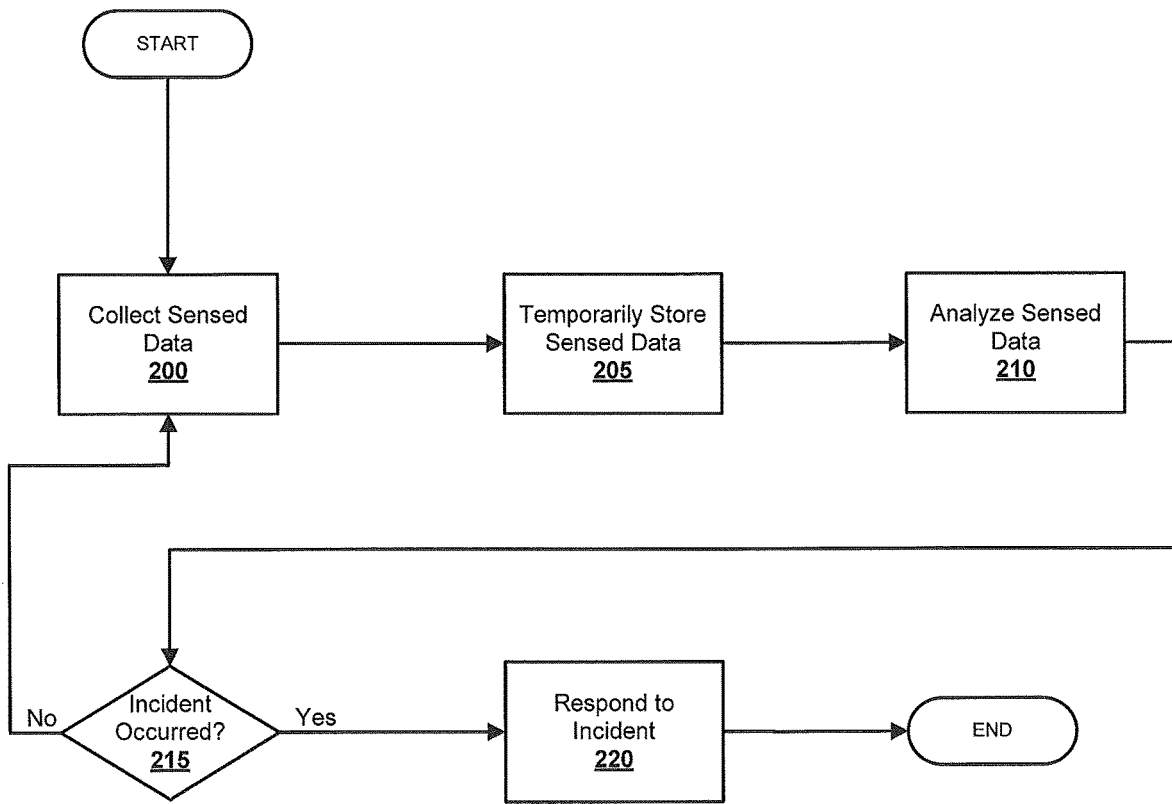 START
Collect Sensed
Data
200
Temporarily Store
Sensed Data
205
Analyze Sensed
Data
210
No
Incident
Occurred?
215
Yes
Respond to
Incident
220
END